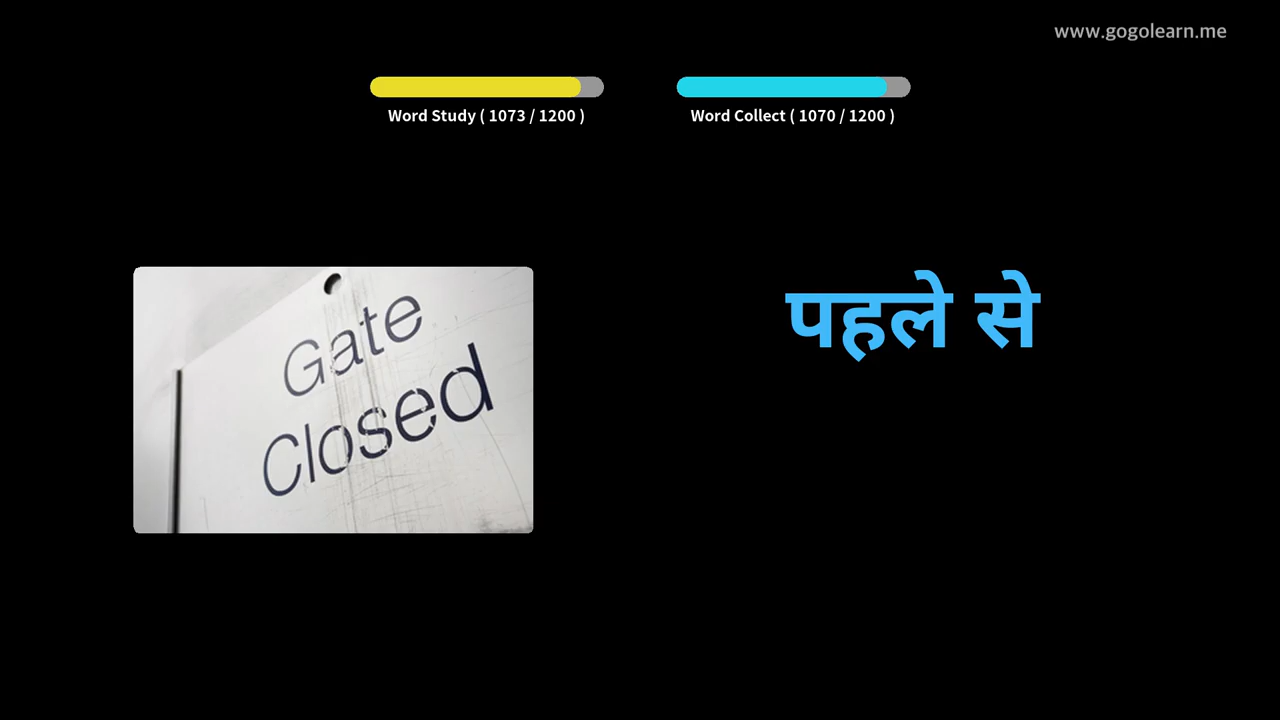 www.gogolearn.me
Word Study ( 1073 / 1200 )
Word Collect ( 1070 / 1200 )
Gate
Closed
पहले से